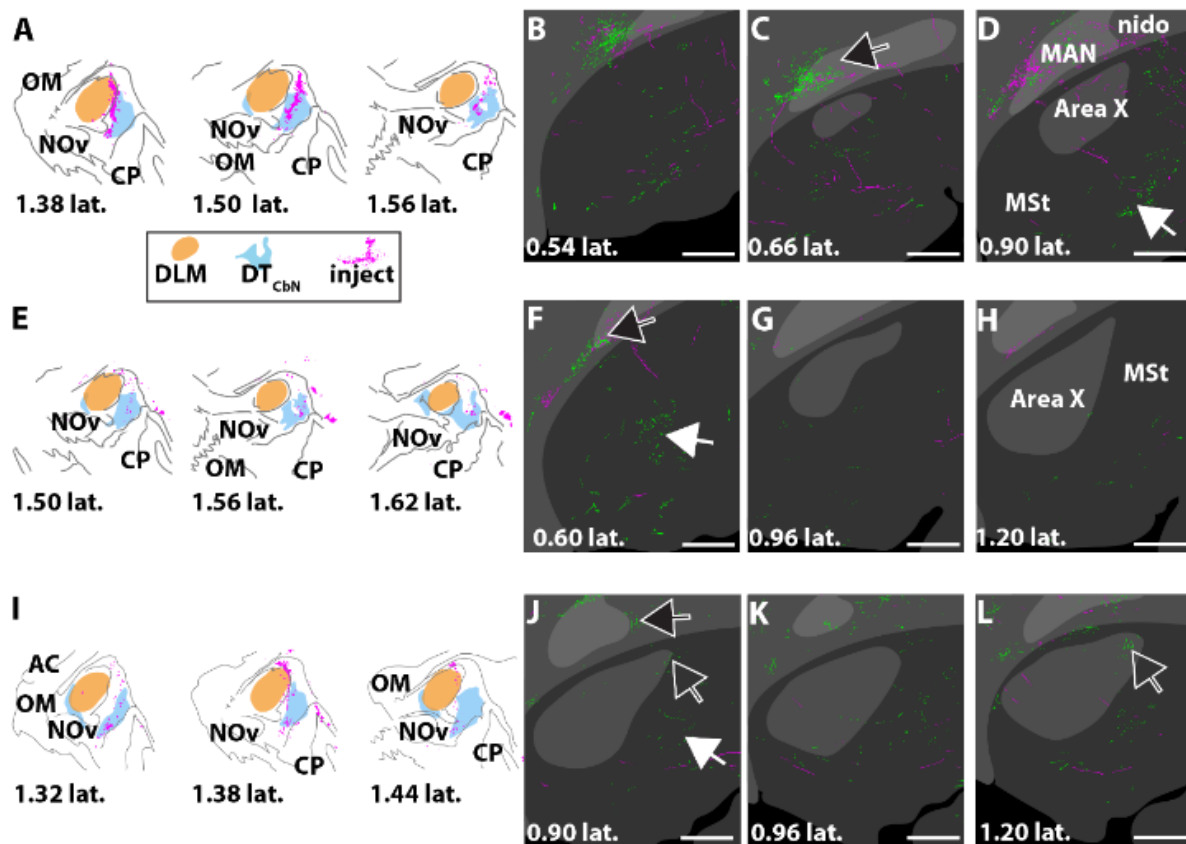 A
OM
NOv
CP
1.38 lat.
NOv
OM
CP
1.50 lat.
NOv
CP
1.56 lat.
DLM
DT CbN
inject
B
0.54 lat.
C
0.66 lat.
D
nido
MAN
Area X
MSt
0.90 lat.
E
NOv
CP
1.50 lat.
NOv
OM
CP
1.56 lat.
NOv
CP
1.62 lat.
F
0.60 lat.
G
0.96 lat.
H
MSt
Area X
1.20 lat.
I
AC
OM
NOv
1.32 lat.
NOv
CP
1.38 lat.
OM
NOv
CP
1.44 lat.
J
0.90 lat.
K
0.96 lat.
L
1.20 lat.